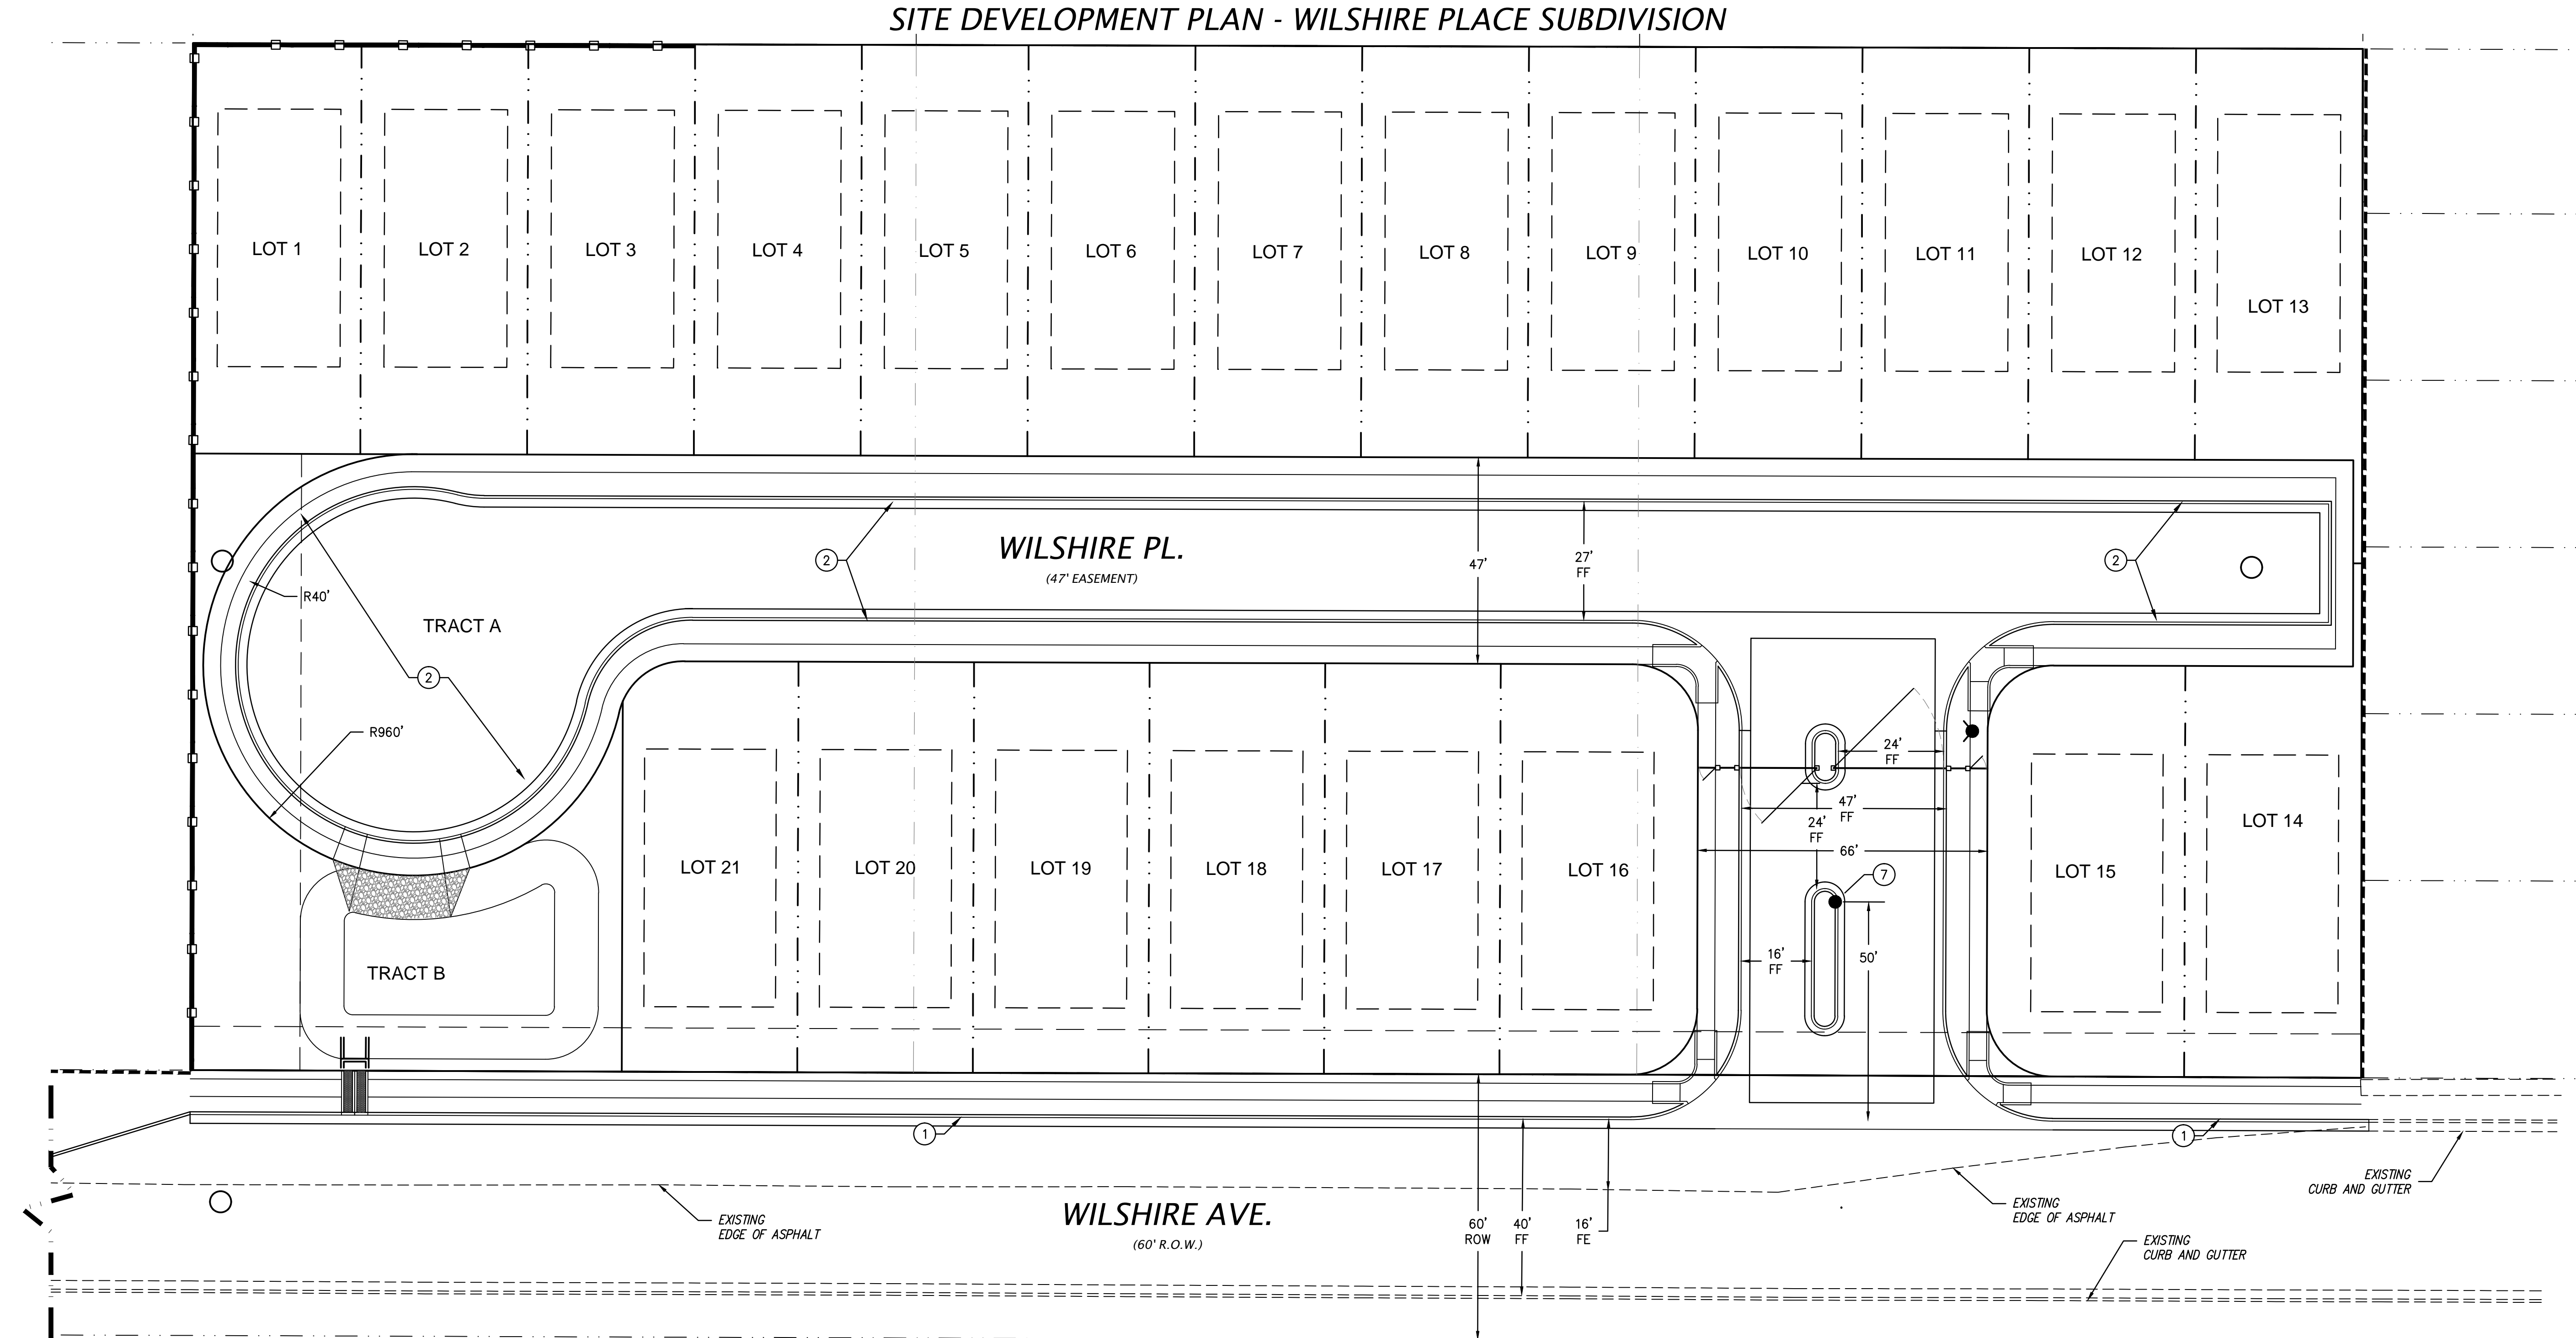 SITE DEVELOPMENT PLAN - WILSHIRE PLACE SUBDIVISION
LOT 1
LOT 2
LOT 3
LOT 4
LOT 5
LOT 6
LOT 7
LOT 8
LOT 9
LOT 10
LOT 11
LOT 12
LOT 13
WILSHIRE PL.
(47' EASEMENT)
2
47'
27'
FF
2
R40'
TRACT A
2
R960'
24'
FF
47'
FF
24'
FF
66'
7
LOT 21
LOT 20
LOT 19
LOT 18
LOT 17
LOT 16
LOT 15
LOT 14
16'
FF
50'
TRACT B
1
1
EXISTING
CURB AND GUTTER
EXISTING
EDGE OF ASPHALT
WILSHIRE AVE.
(60' R.O.W.)
60'
ROW
40'
FF
16'
FE
EXISTING
EDGE OF ASPHALT
EXISTING
CURB AND GUTTER